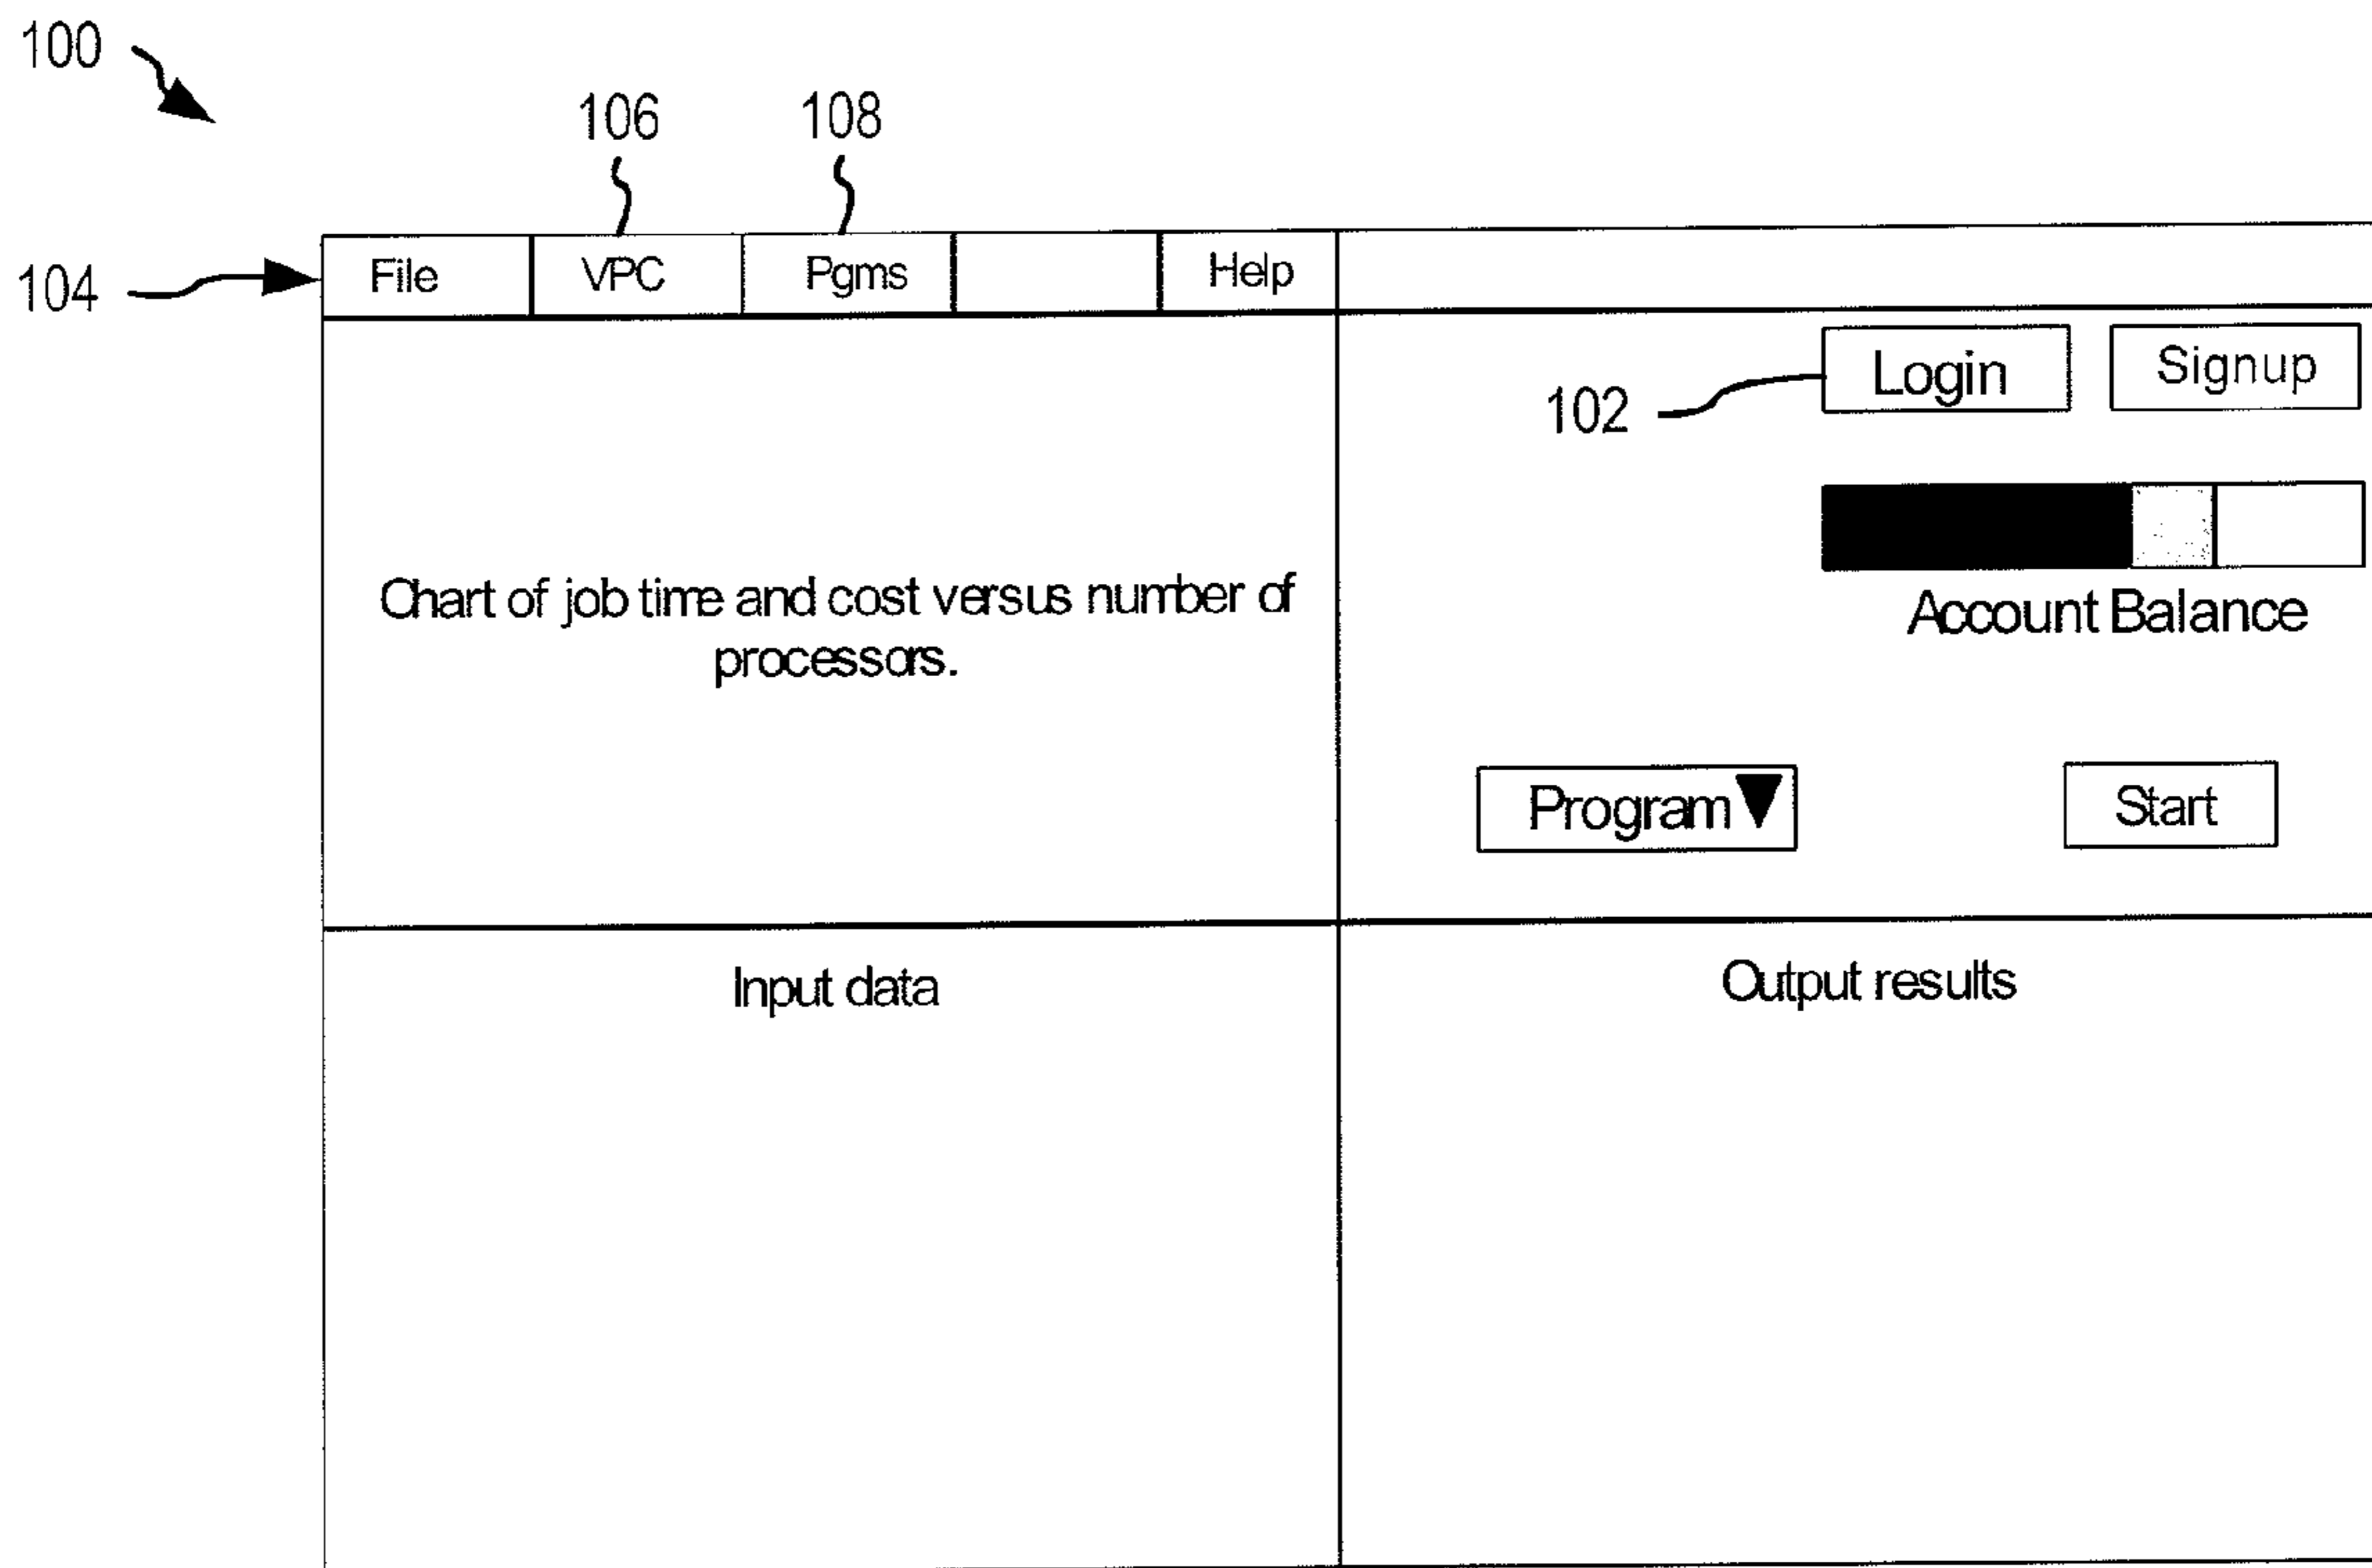 100
106 108
104
File VPC Pgms Help
102
Login Signup
Chart of job time and cost versus number of
processors.
Account Balance
Program Start
Input data
Output results